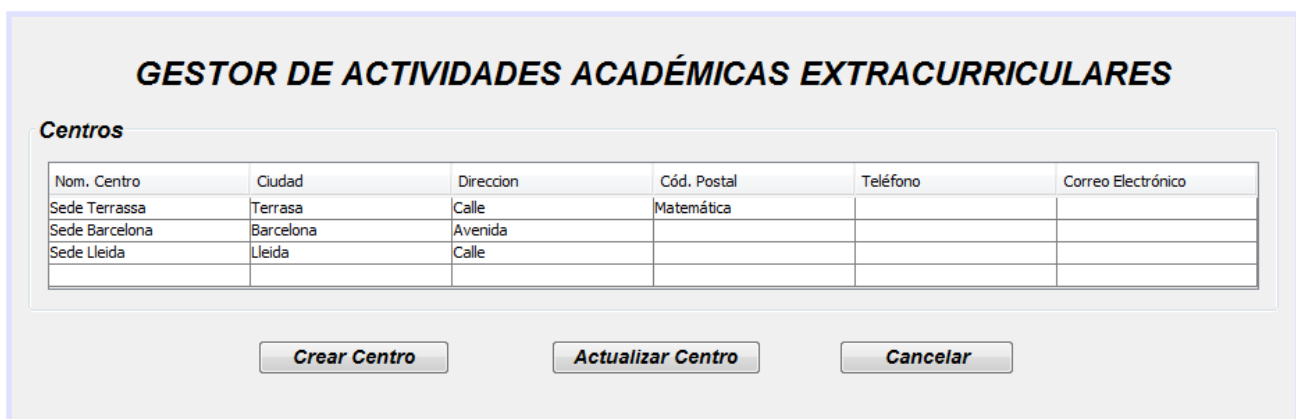 GESTOR DE ACTIVIDADES ACADÉMICAS EXTRACURRICULARES
Centros
Nom. Centro Ciudad Direccion Cód. Postal Teléfono Correo Electrónico
Sede Terrassa Terrasa Calle Matemática
Sede Barcelona Barcelona Avenida
Sede Lleida Lleida Calle
Crear Centro Actualizar Centro Cancelar